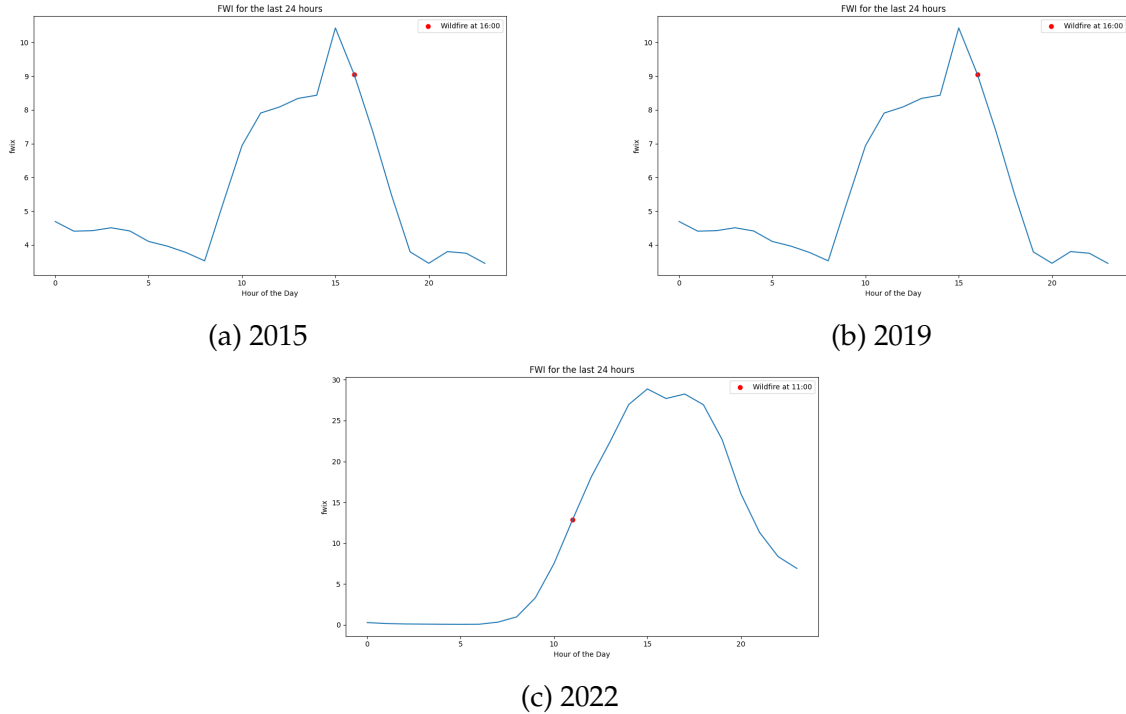 FWI for the last 24 hours
Wildfire at 16:00
10
9
8
7
6
5
4
fwix
0 5 10 15 20
Hour of the Day
(a) 2015
FWI for the last 24 hours
Wildfire at 16:00
10
9
8
7
6
5
4
fwix
0 5 10 15 20
Hour of the Day
(b) 2019
FWI for the last 24 hours
Wildfire at 11:00
30
25
20
15
10
5
0
fwix
0 5 10 15 20
Hour of the Day
(c) 2022